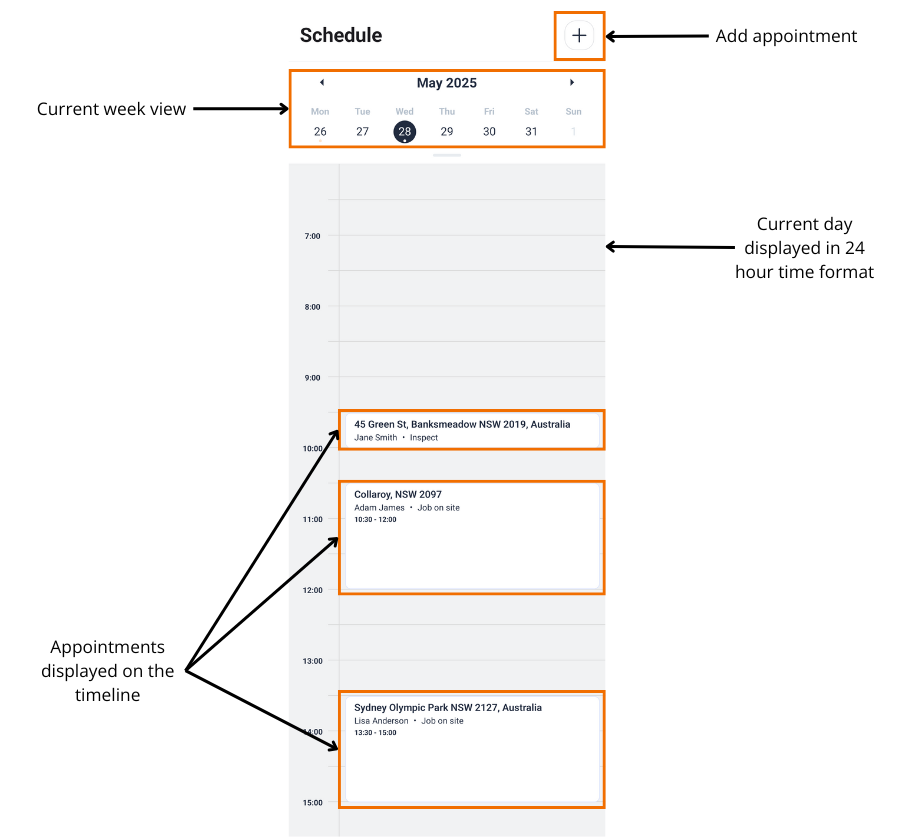 Schedule
Add appointment
May 2025
Current week view
Mon Tue Wed Thu Fri Sat Sun
26 27 28 29 30 31 1
Current day
displayed in 24
hour time format
7:00
8:00
9:00
45 Green St, Banksmeadow NSW 2019, Australia
Jane Smith • Inspect
10:00
Collaroy, NSW 2097
Adam James • Job on site
11:00
10:30 - 12:00
12:00
Appointments
displayed on the
timeline
13:00
Sydney Olympic Park NSW 2127, Australia
Lisa Anderson • Job on site
14:00
13:30 - 15:00
15:00